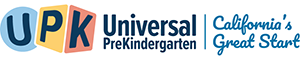 UPK
Universal
PreKindergarten
California's
Great Start